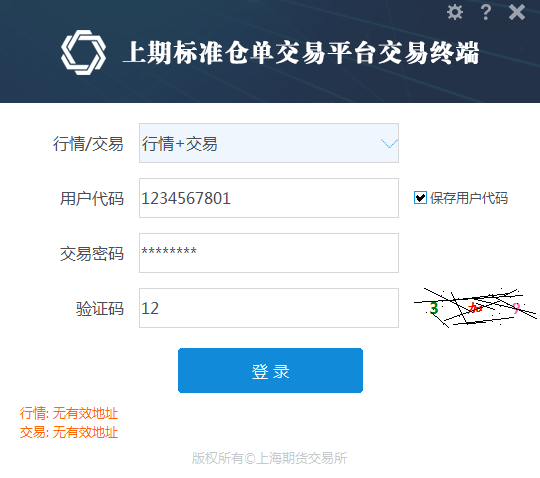 上期标准仓单交易平台交易终端
行情/交易 行情+交易
用户代码 1234567801 保存用户代码
交易密码 ********
验证码 12 3 加 9
登 录
行情: 无有效地址
交易: 无有效地址
版权所有©上海期货交易所